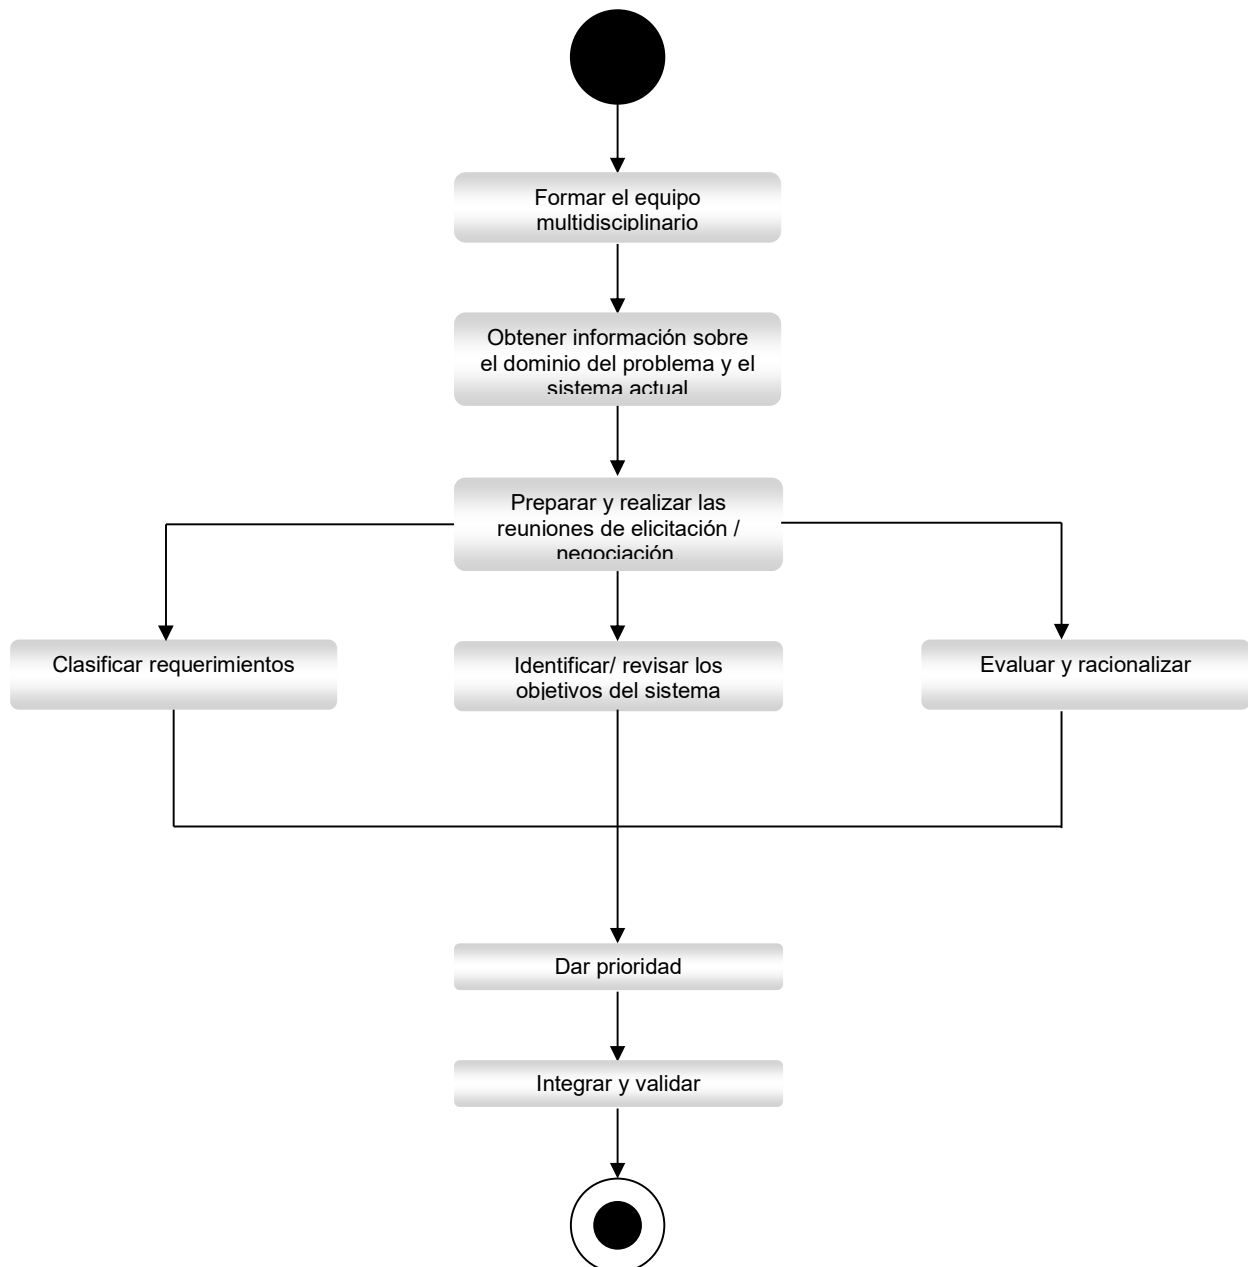 Formar el equipo
multidisciplinario
Obtener información sobre
el dominio del problema y el
sistema actual
Preparar y realizar las
reuniones de elicitación /
negociación.
Clasificar requerimientos
Identificar/ revisar los
objetivos del sistema
Evaluar y racionalizar
Dar prioridad
Integrar y validar